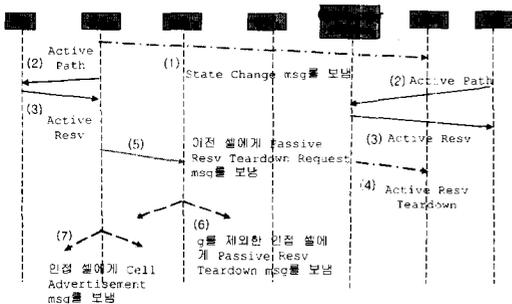 Active
Path
(2)
(1)
State Change msg를 보냄
(2) Active Path
(3)
Active
Resv
(3) Active Resv
(5)
이전 셀에게 Passive
Resv Teardown Request
msg를 보냄
(4)
Active Resv
Teardown
(7)
(6)
g를 제외한 인접 셀에
게 Passive Resv
Teardown msg를 보냄
인접 셀에게 Cell
Advertisement
msg를 보냄